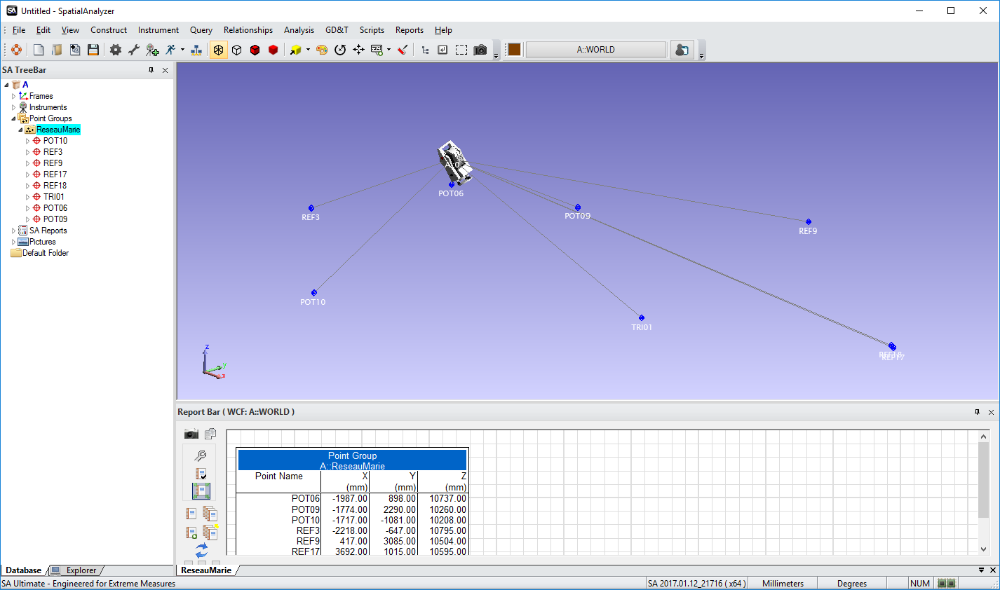 Untitled - SpatialAnalyzer
File Edit View Construct Instrument Query Relationships Analysis GD&T Scripts Reports Help
A::WORLD
SA TreeBar
A
Frames
Instruments
Point Groups
ReseauMarie
POT10
REF3
REF9
REF17
REF18
TRI01
POT06
POT09
SA Reports
Pictures
Default Folder
A::0
POT06
REF3
POT09
REF9
POT10
TRI01
REF18
REF17
Z
Y
X
Report Bar ( WCF: A::WORLD )
Point Group
A::ReseauMarie
Point Name X Y Z
(mm) (mm) (mm)
POT06 -1987.00 898.00 10737.00
POT09 -1774.00 2290.00 10260.00
POT10 -1717.00 -1081.00 10208.00
REF3 -2218.00 -647.00 10795.00
REF9 417.00 3085.00 10504.00
REF17 3692.00 1015.00 10595.00
Database Explorer
ReseauMarie
SA Ultimate - Engineered for Extreme Measures
SA 2017.01.12_21716 ( x64 ) Millimeters Degrees NUM